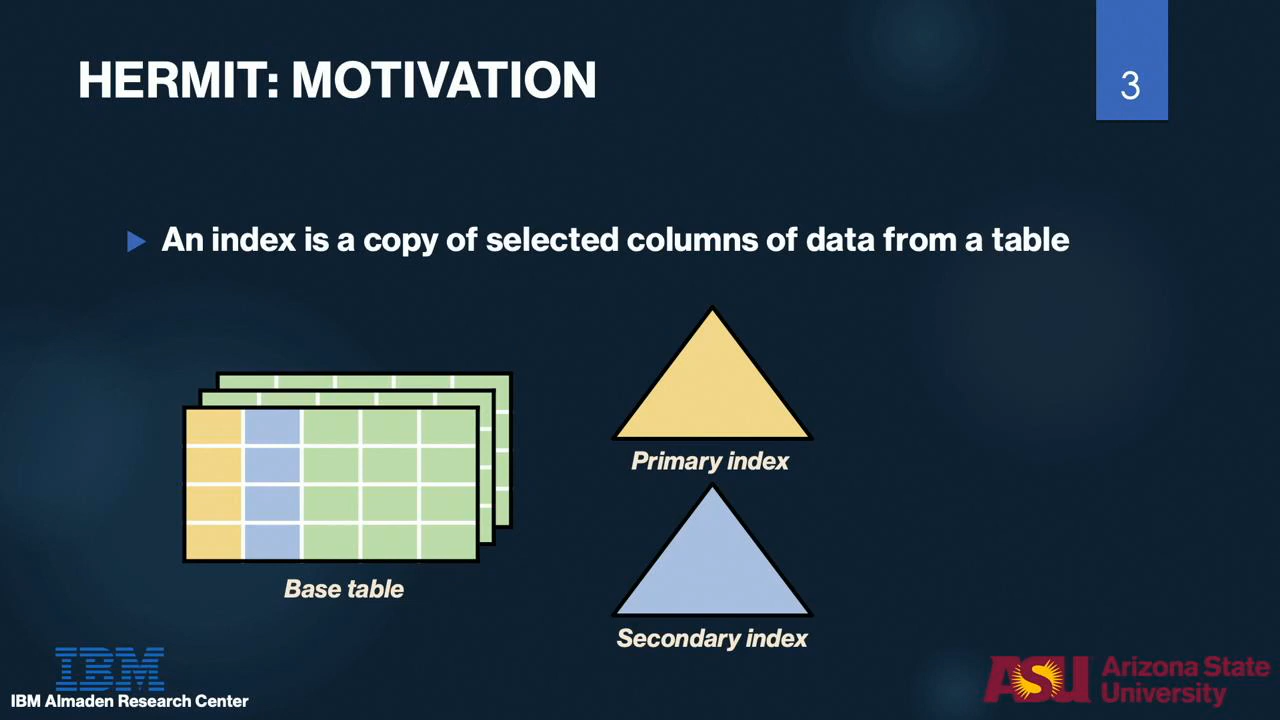 HERMIT: MOTIVATION
3
An index is a copy of selected columns of data from a table
Primary index
Base table
Secondary index
IBM
IBM Almaden Research Center
ASU
Arizona State
University